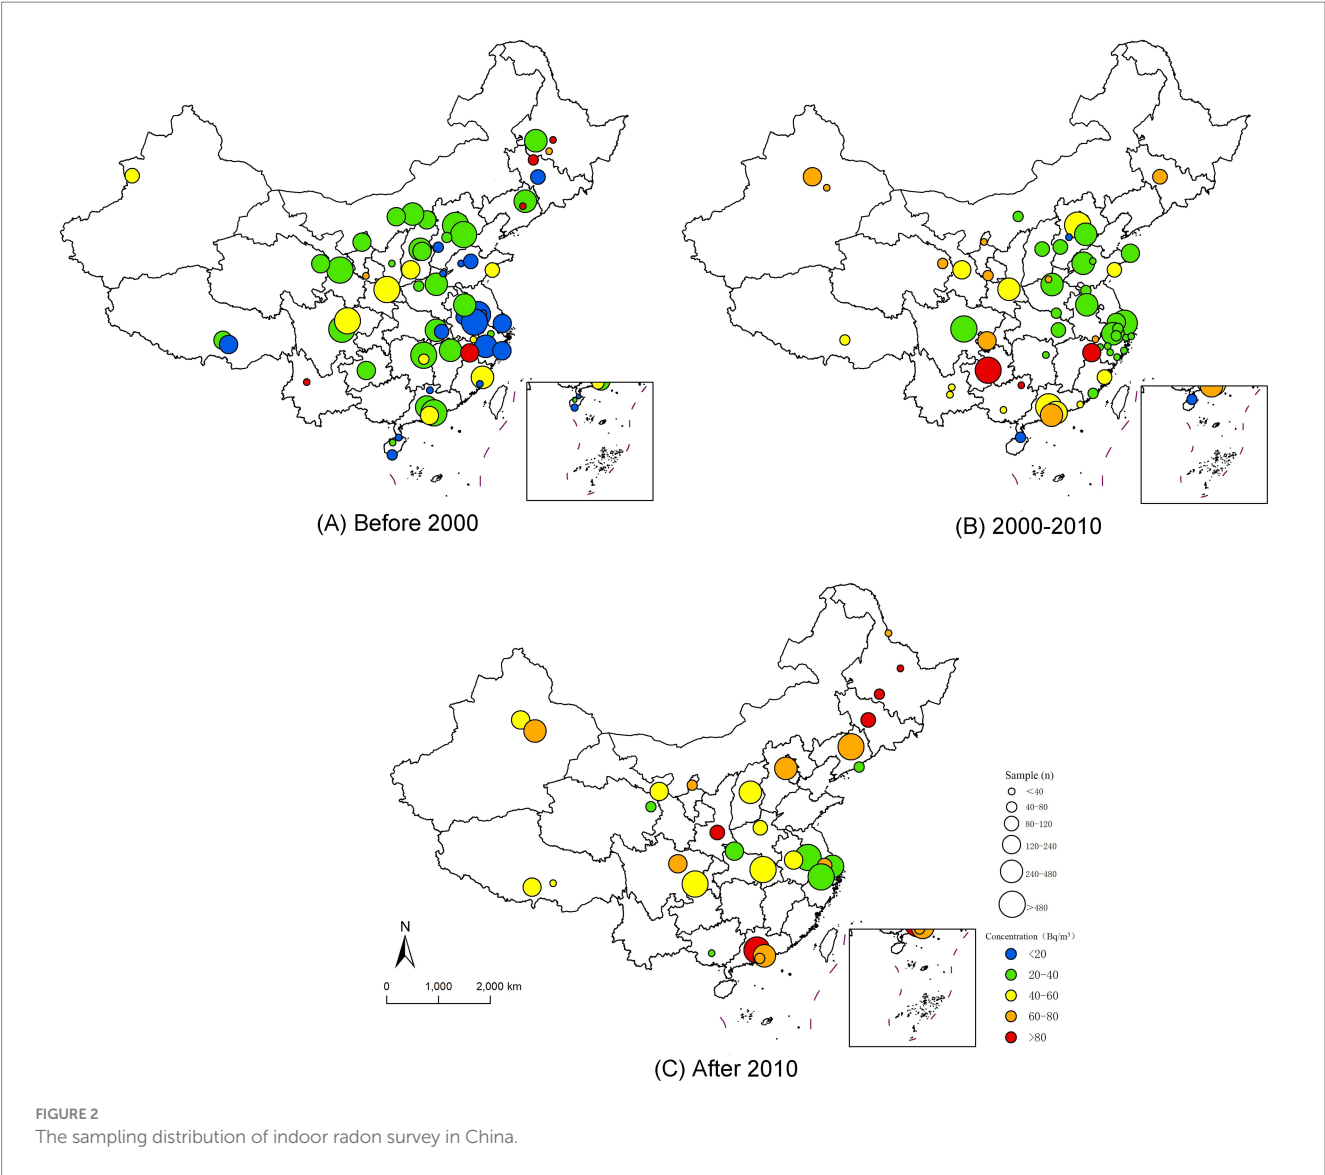 (A) Before 2000
(B) 2000-2010
Sample (n)
<40
40-80
80-120
120-240
240-480
>480
N
Concentration（Bq/m³）
<20
20-40
40-60
60-80
>80
0 1,000 2,000 km
(C) After 2010
FIGURE 2
The sampling distribution of indoor radon survey in China.